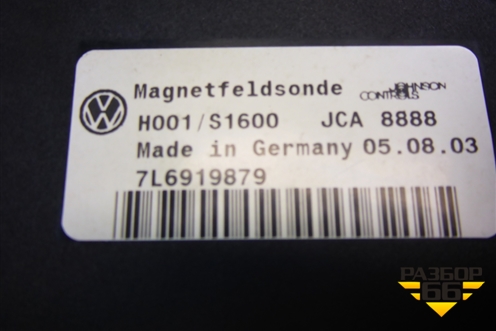 Magnetfeldsonde JOHNSON CONTROLS
H001/S1600 JCA 8888
Made in Germany 05.08.03
7L6919879
РАЗБОР
66